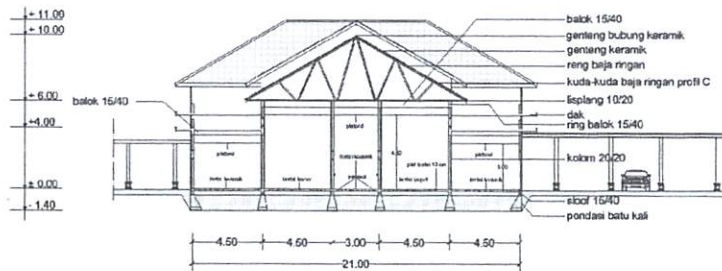 + 11.00
+ 10.00
+ 6.00
+4.00
± 0.00
- 1.40
balok 15/40
balok 15/40
genteng bubung keramik
genteng keramik
reng baja ringan
kuda-kuda baja ringan profil C
lisplang 10/20
dak
ring balok 15/40
kolom 20/20
sloof 15/40
pondasi batu kali
plafond
plafond
plafond
4.50
4.50
3.00
4.50
4.50
21.00